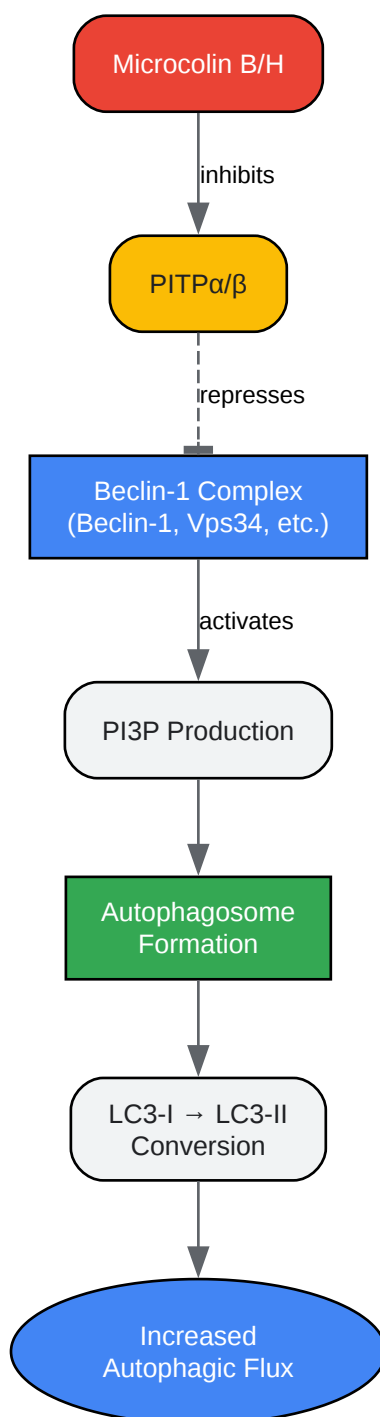 Microcolin B/H
inhibits
PITPα/β
represses
Beclin-1 Complex
(Beclin-1, Vps34, etc.)
activates
PI3P Production
Autophagosome
Formation
LC3-I → LC3-II
Conversion
Increased
Autophagic Flux